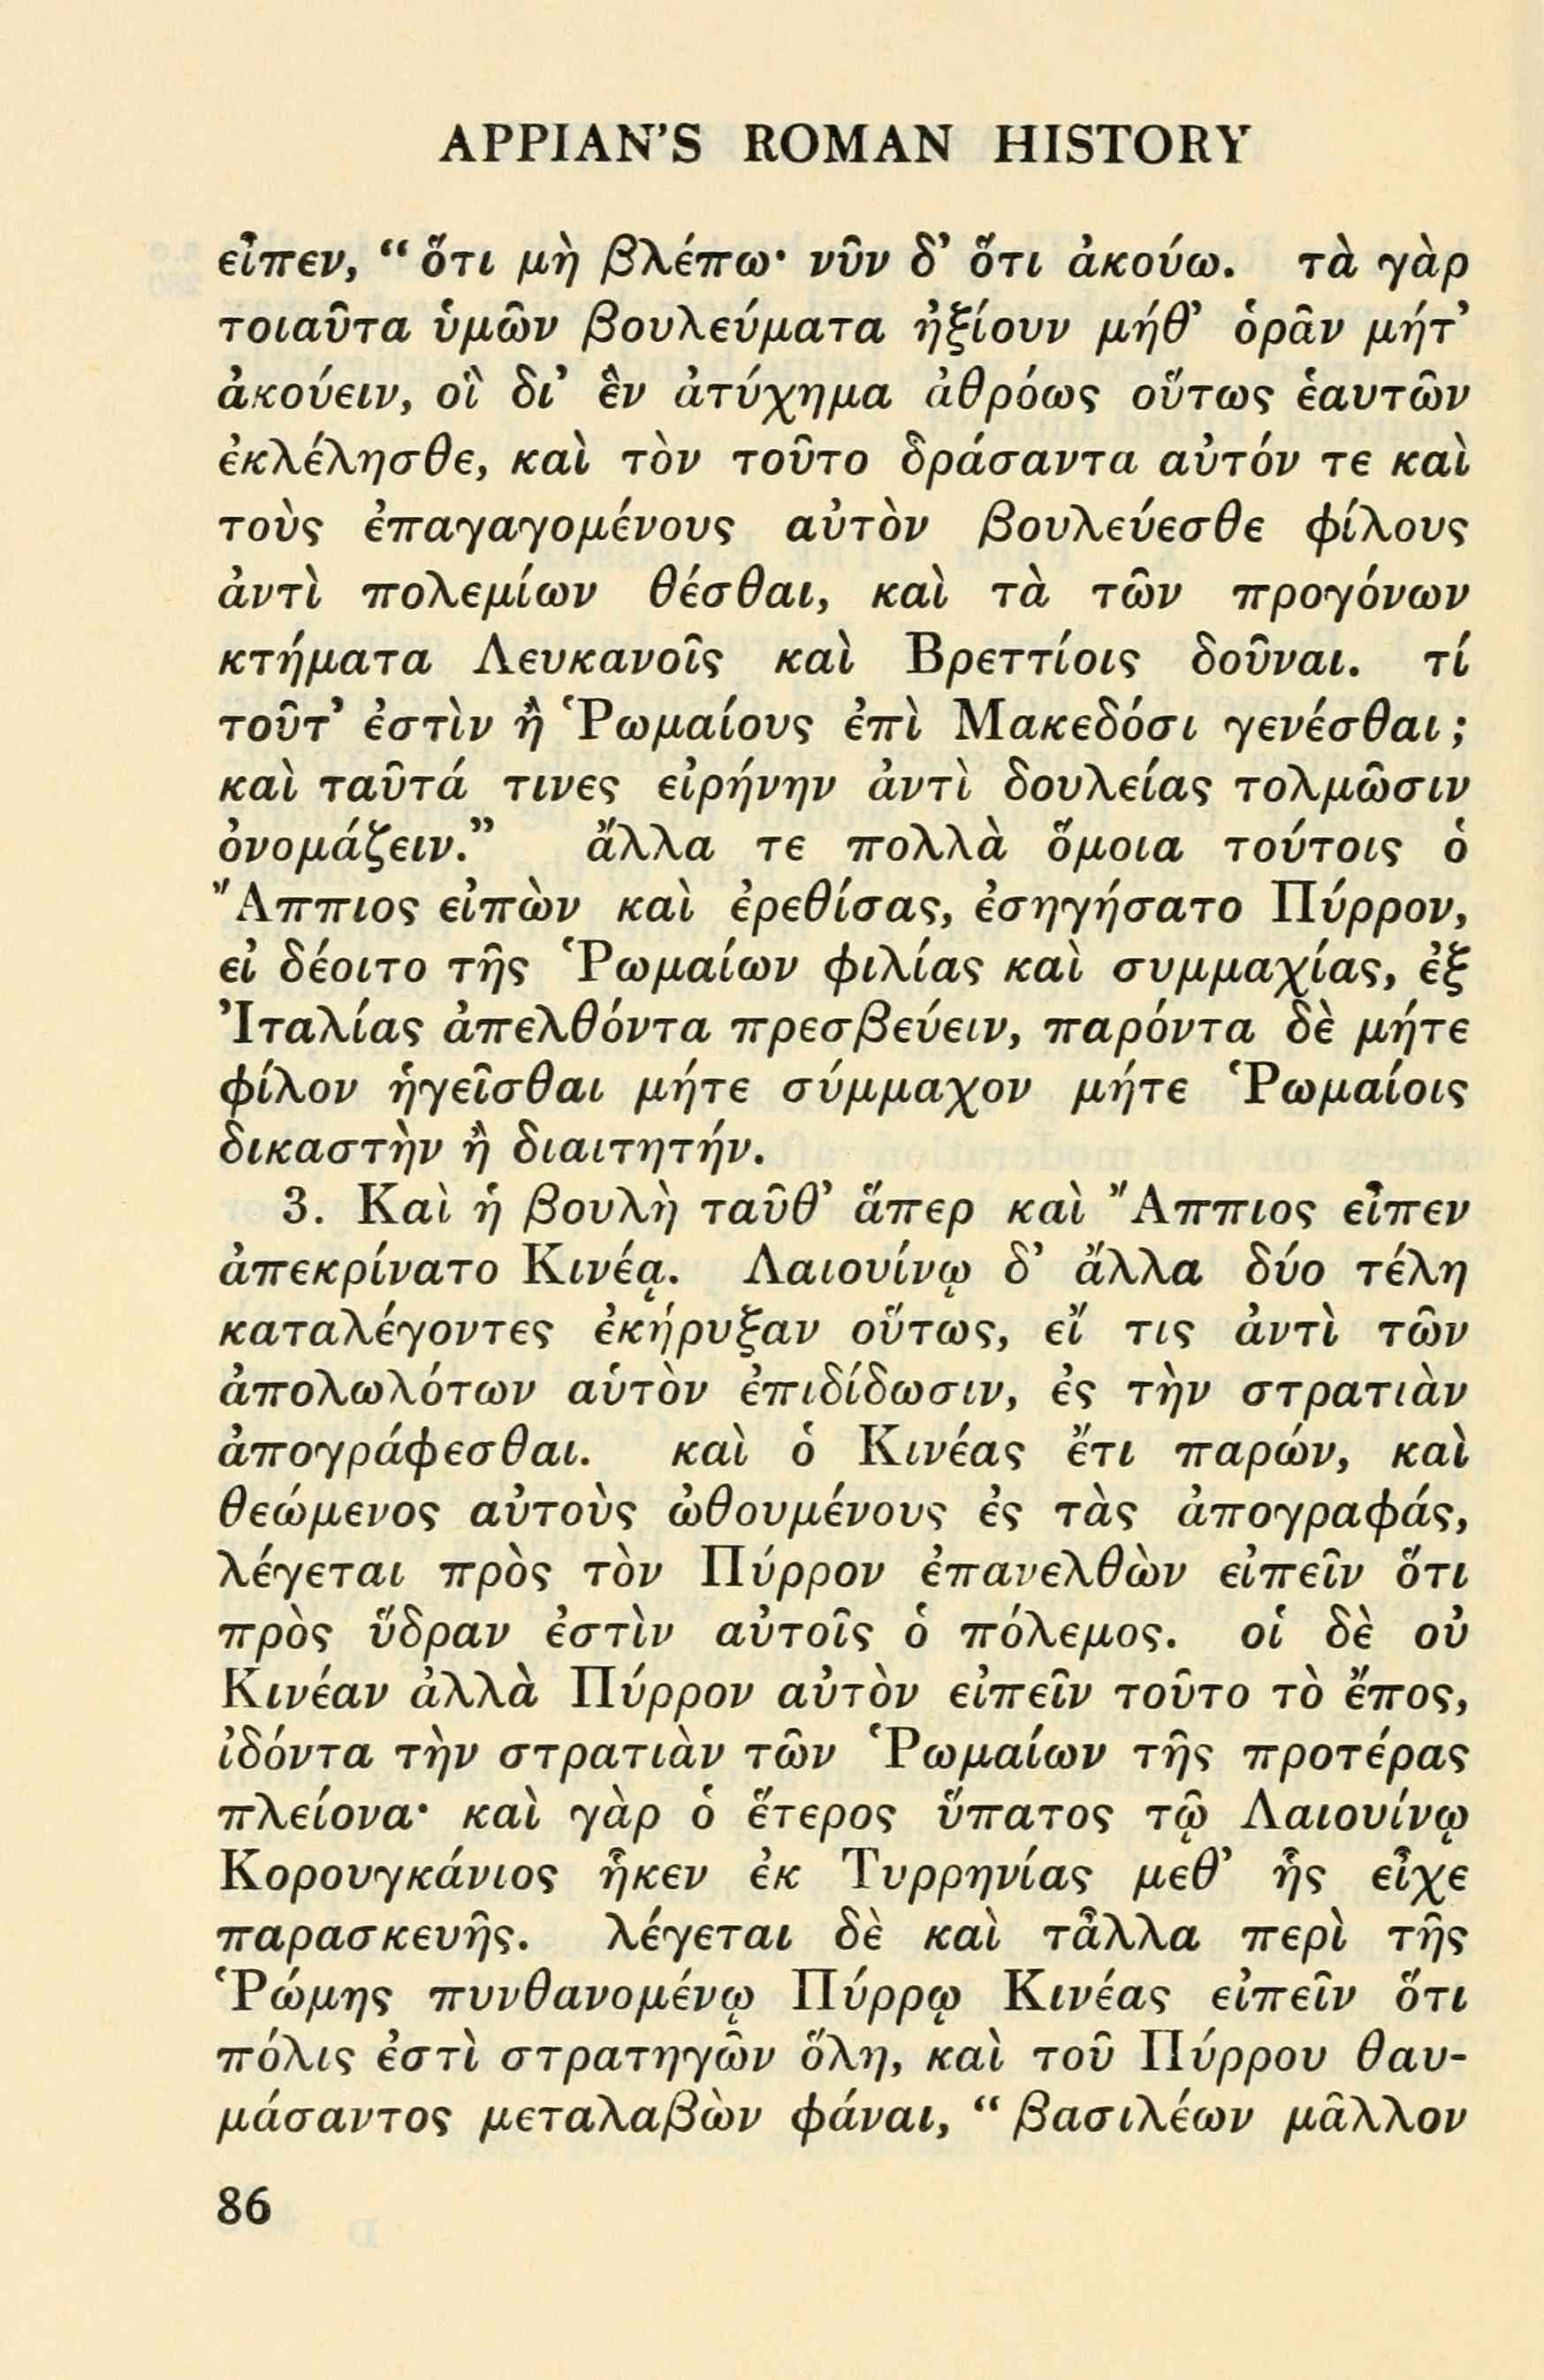 APPIAN'S ROMAN HISTORY
εἶπεν, “ ὅτι μὴ βλέπω· νῦν δ' ὅτι ἀκούω. τὰ γὰρ
τοιαῦτα ὑμῶν βουλεύματα ἠξίουν μήθ' ὁρᾶν μήτ'
ἀκούειν, οἳ δι' ἓν ἀτύχημα ἀθρόως οὕτως ἑαυτῶν
ἐκλέλησθε, καὶ τὸν τοῦτο δράσαντα αὐτόν τε καὶ
τοὺς ἐπαγαγομένους αὐτὸν βουλεύεσθε φίλους
ἀντὶ πολεμίων θέσθαι, καὶ τὰ τῶν προγόνων
κτήματα Λευκανοῖς καὶ Βρεττίοις δοῦναι. τί
τοῦτ' ἐστὶν ἢ Ῥωμαίους ἐπὶ Μακεδόσι γενέσθαι;
καὶ ταῦτά τινες εἰρήνην ἀντὶ δουλείας τολμῶσιν
ὀνομάζειν.” ἄλλα τε πολλὰ ὅμοια τούτοις ὁ
Ἄππιος εἰπὼν καὶ ἐρεθίσας, ἐσηγήσατο Πύρρον,
εἰ δέοιτο τῆς Ῥωμαίων φιλίας καὶ συμμαχίας, ἐξ
Ἰταλίας ἀπελθόντα πρεσβεύειν, παρόντα δὲ μήτε
φίλον ἡγεῖσθαι μήτε σύμμαχον μήτε Ῥωμαίοις
δικαστὴν ἢ διαιτητήν.
3. Καὶ ἡ βουλὴ ταῦθ' ἅπερ καὶ Ἄππιος εἶπεν
ἀπεκρίνατο Κινέᾳ. Λαιουίνῳ δ' ἄλλα δύο τέλη
καταλέγοντες ἐκήρυξαν οὕτως, εἴ τις ἀντὶ τῶν
ἀπολωλότων αὑτὸν ἐπιδίδωσιν, ἐς τὴν στρατιὰν
ἀπογράφεσθαι. καὶ ὁ Κινέας ἔτι παρών, καὶ
θεώμενος αὐτοὺς ὠθουμένους ἐς τὰς ἀπογραφάς,
λέγεται πρὸς τὸν Πύρρον ἐπανελθὼν εἰπεῖν ὅτι
πρὸς ὕδραν ἐστὶν αὐτοῖς ὁ πόλεμος. οἱ δὲ οὐ
Κινέαν ἀλλὰ Πύρρον αὐτὸν εἰπεῖν τοῦτο τὸ ἔπος,
ἰδόντα τὴν στρατιὰν τῶν Ῥωμαίων τῆς προτέρας
πλείονα· καὶ γὰρ ὁ ἕτερος ὕπατος τῷ Λαιουίνῳ
Κορουγκάνιος ἧκεν ἐκ Τυρρηνίας μεθ' ἧς εἶχε
παρασκευῆς. λέγεται δὲ καὶ τἆλλα περὶ τῆς
Ῥώμης πυνθανομένῳ Πύρρῳ Κινέας εἰπεῖν ὅτι
πόλις ἐστὶ στρατηγῶν ὅλη, καὶ τοῦ Πύρρου θαυ-
μάσαντος μεταλαβὼν φάναι, “ βασιλέων μᾶλλον
86